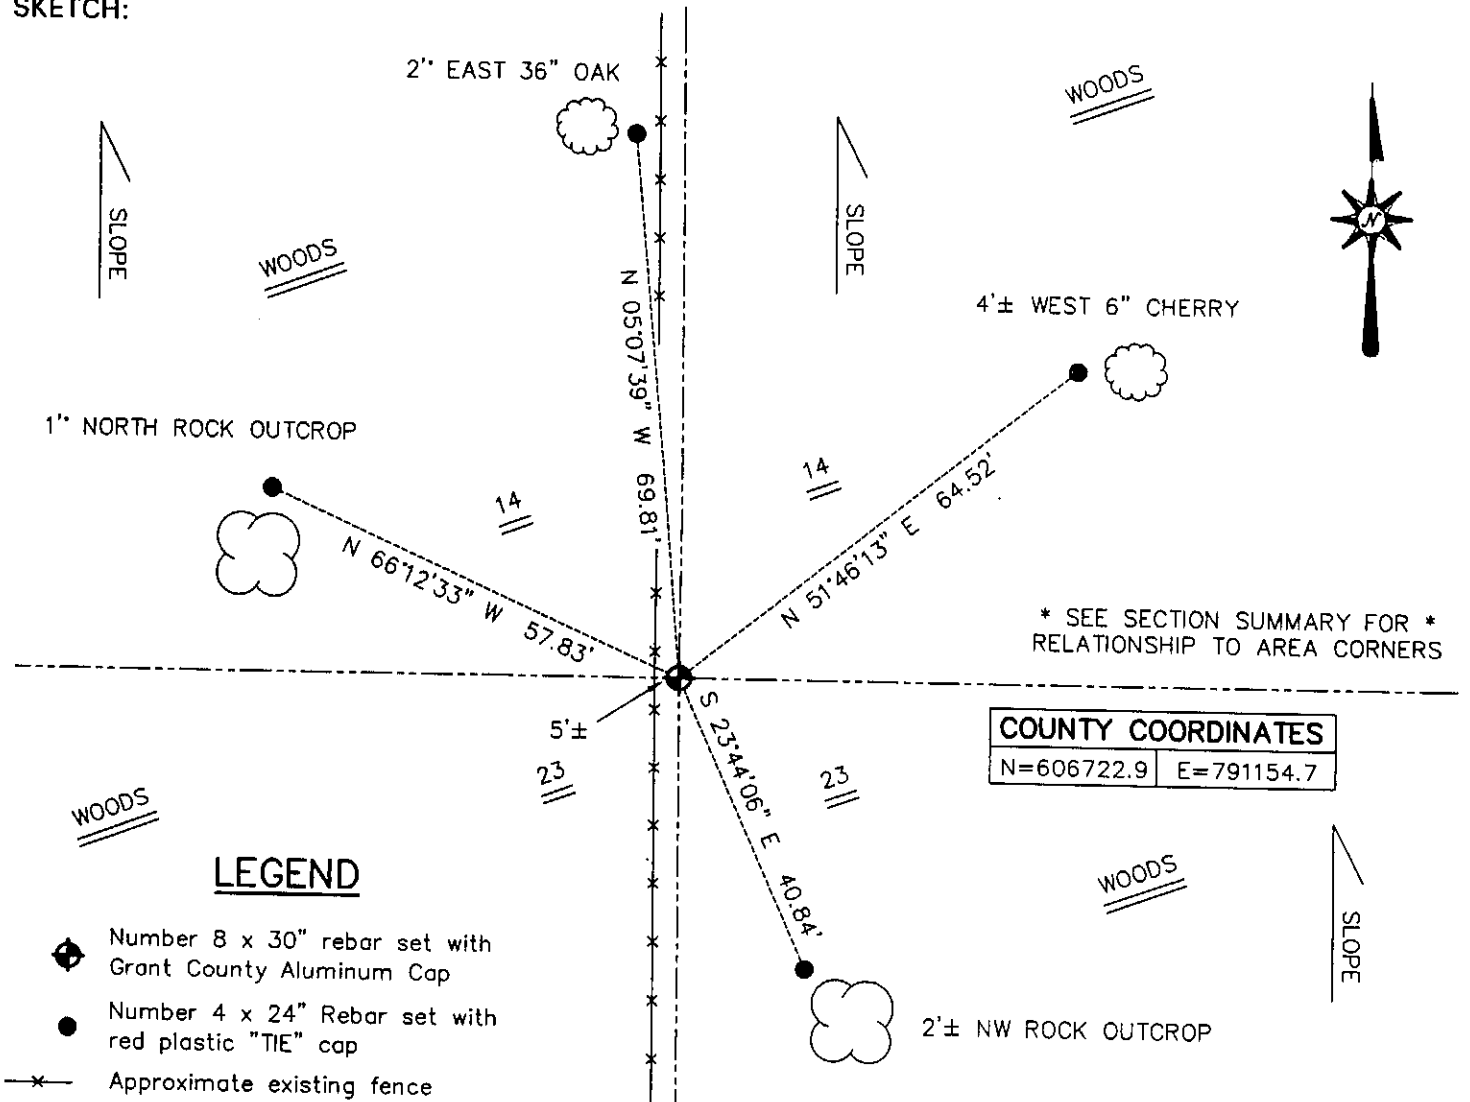 SKETCH:
2'' EAST 36" OAK
WOODS
SLOPE
SLOPE
WOODS
N
N 05°07'39" W 69.81'
4'± WEST 6" CHERRY
1'' NORTH ROCK OUTCROP
14
14
N 66°12'33" W 57.83'
N 51°46'13" E 64.52'
* SEE SECTION SUMMARY FOR *
RELATIONSHIP TO AREA CORNERS
5'±
S 23°44'06" E 40.84'
COUNTY COORDINATES
N=606722.9 E=791154.7
23
23
WOODS
WOODS
SLOPE
LEGEND
Number 8 x 30" rebar set with
Grant County Aluminum Cap
Number 4 x 24" Rebar set with
red plastic "TIE" cap
2'± NW ROCK OUTCROP
Approximate existing fence